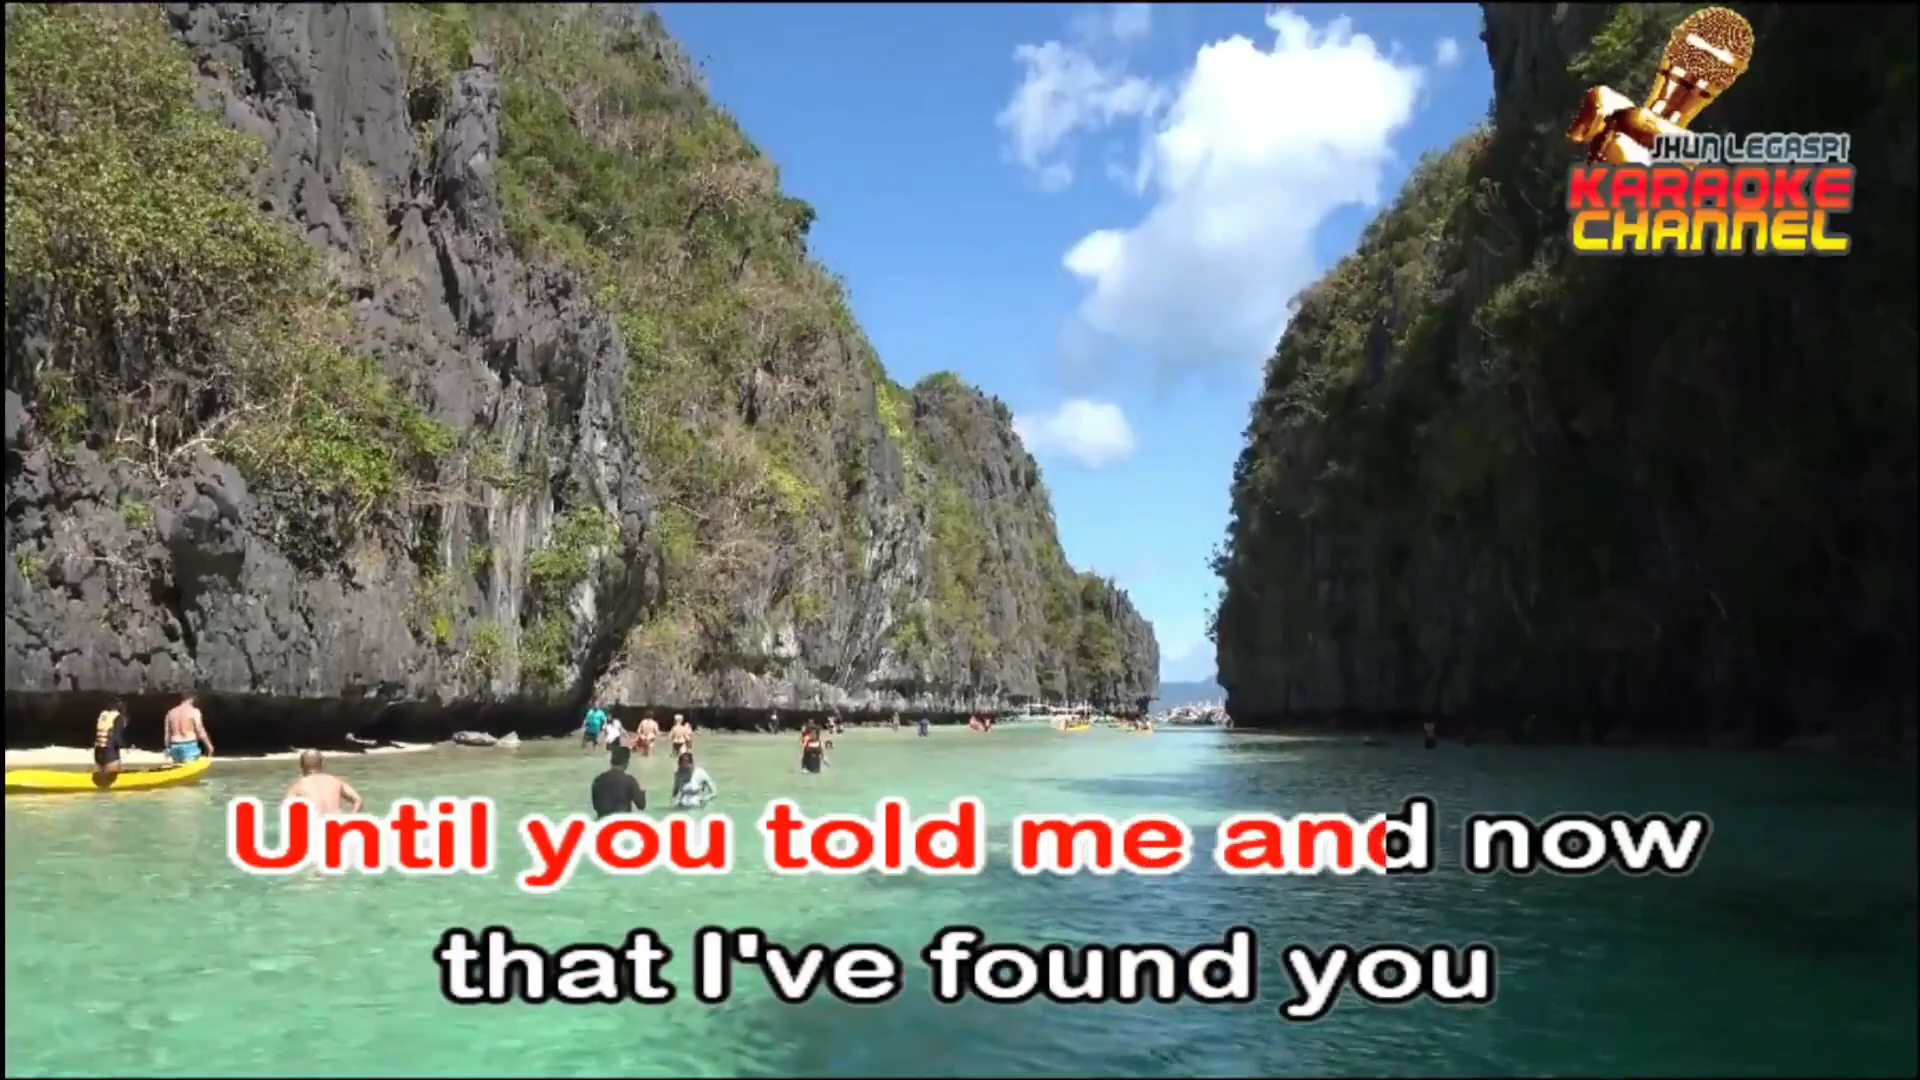 JHUN LEGASPI
KARAOKE
CHANNEL
Until you told me and now
that I've found you